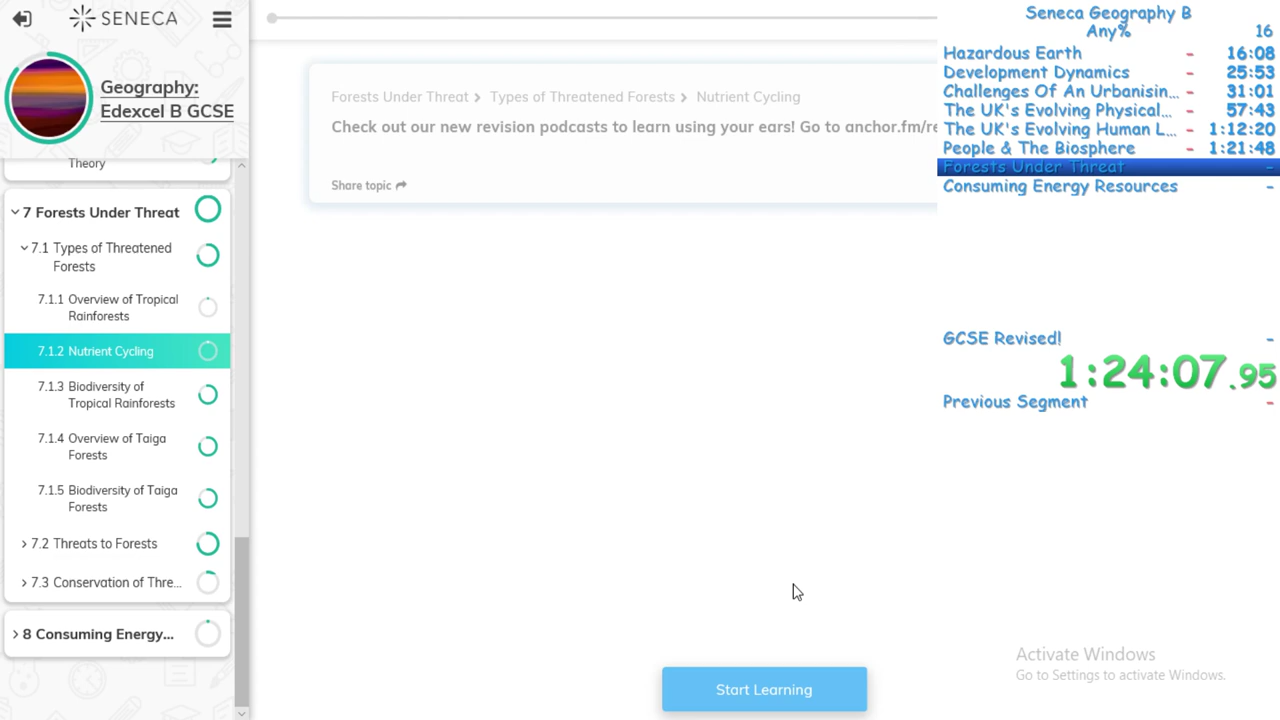 SENECA
Geography:
Edexcel B GCSE
Theory
7 Forests Under Threat
7.1 Types of Threatened
Forests
7.1.1 Overview of Tropical
Rainforests
7.1.2 Nutrient Cycling
7.1.3 Biodiversity of
Tropical Rainforests
7.1.4 Overview of Taiga
Forests
7.1.5 Biodiversity of Taiga
Forests
7.2 Threats to Forests
7.3 Conservation of Thre...
8 Consuming Energy...
Forests Under Threat > Types of Threatened Forests > Nutrient Cycling
Check out our new revision podcasts to learn using your ears! Go to anchor.fm/re
Share topic
Start Learning
Seneca Geography B
Any% 16
Hazardous Earth - 16:08
Development Dynamics - 25:53
Challenges Of An Urbanisin... - 31:01
The UK's Evolving Physical... - 57:43
The UK's Evolving Human L... - 1:12:20
People & The Biosphere - 1:21:48
Forests Under Threat -
Consuming Energy Resources -
GCSE Revised! -
1:24:07.95
Previous Segment -
Activate Windows
Go to Settings to activate Windows.